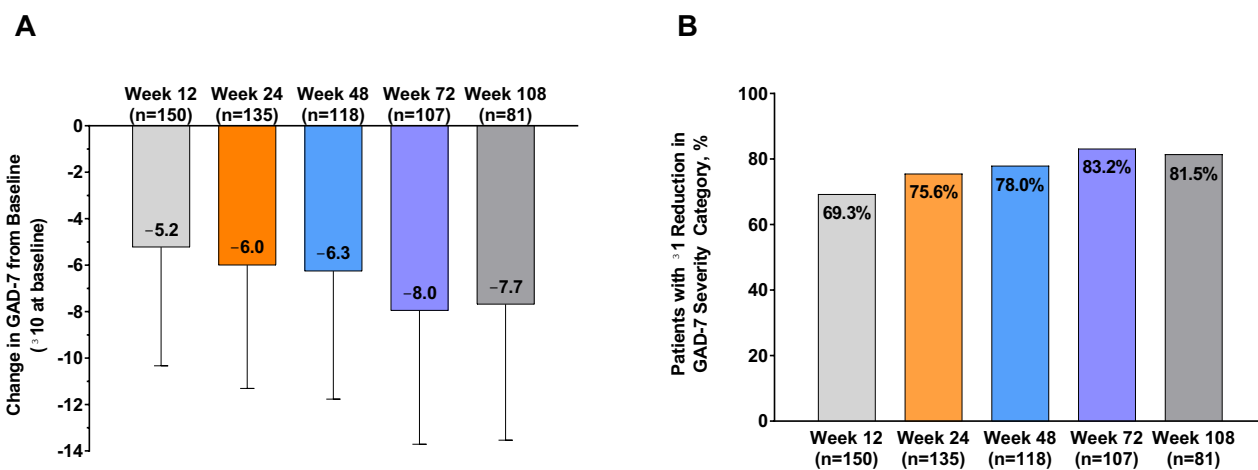 A
Week 12 Week 24 Week 48 Week 72 Week 108
(n=150) (n=135) (n=118) (n=107) (n=81)
Change in GAD-7 from Baseline
(³10 at baseline)
0
-2
-4
-6
-8
-10
-12
-14
−5.2
−6.0
−6.3
−8.0
−7.7
B
Patients with ³1 Reduction in
GAD-7 Severity Category, %
100
80
60
40
20
0
69.3%
75.6%
78.0%
83.2%
81.5%
Week 12 Week 24 Week 48 Week 72 Week 108
(n=150) (n=135) (n=118) (n=107) (n=81)